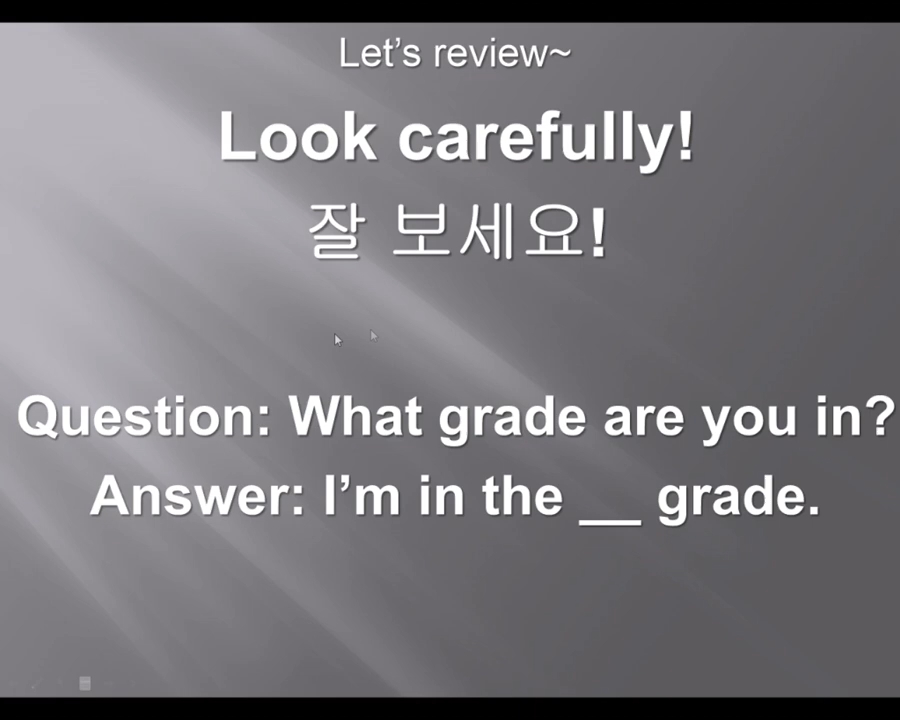 Let’s review~
Look carefully!
잘 보세요!
Question: What grade are you in?
Answer: I’m in the __ grade.